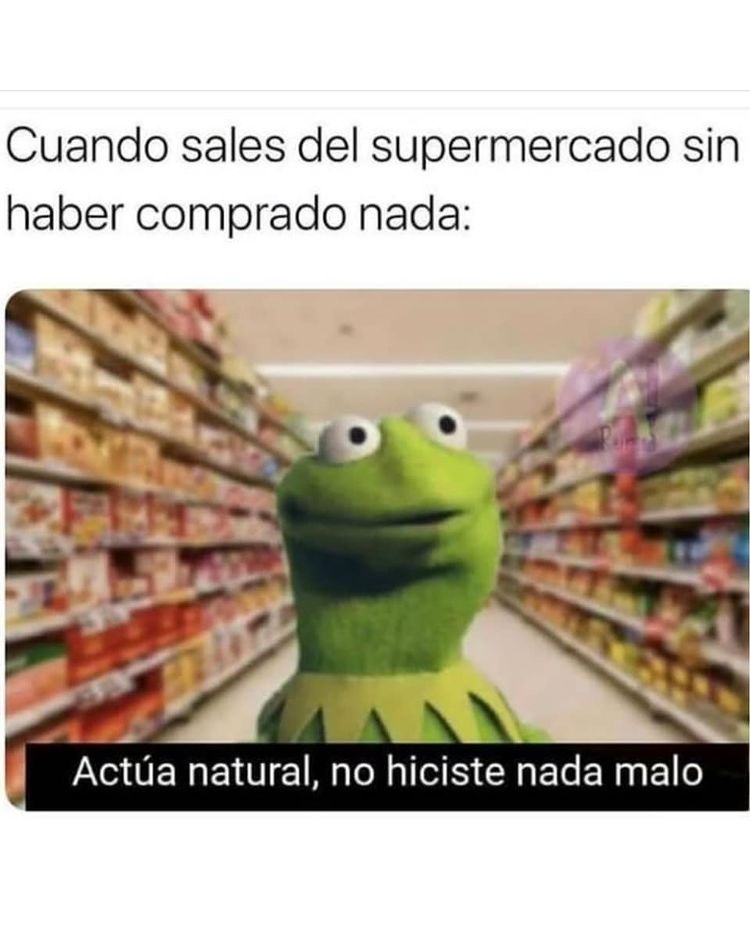 Cuando sales del supermercado sin
haber comprado nada:
Actúa natural, no hiciste nada malo